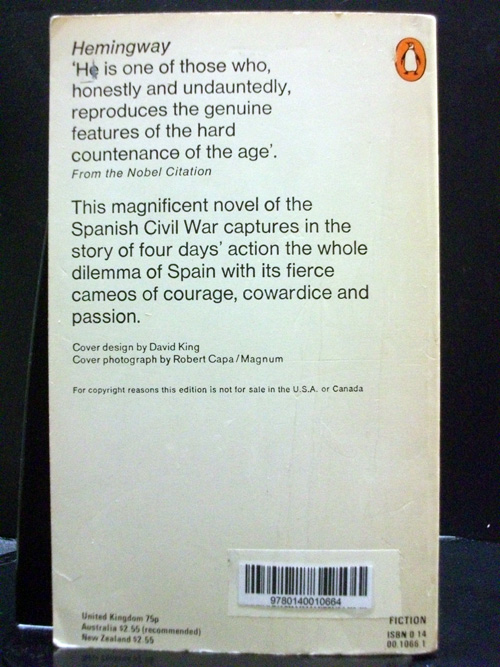 Hemingway
'He is one of those who,
honestly and undauntedly,
reproduces the genuine
features of the hard
countenance of the age'.
From the Nobel Citation
This magnificent novel of the
Spanish Civil War captures in the
story of four days' action the whole
dilemma of Spain with its fierce
cameos of courage, cowardice and
passion.
Cover design by David King
Cover photograph by Robert Capa/Magnum
For copyright reasons this edition is not for sale in the U.S.A. or Canada
9780140010664
United Kingdom 75p
Australia $2.55 (recommended)
New Zealand $2.55
FICTION
ISBN 0 14
00 1066 1